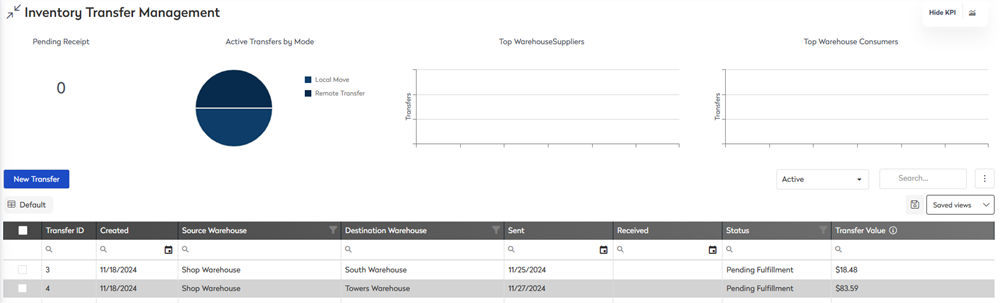 Inventory Transfer Management
Hide KPI
Pending Receipt
Active Transfers by Mode
Top WarehouseSuppliers
Top Warehouse Consumers
0
Local Move
Remote Transfer
Transfers
Transfers
New Transfer
Active
Search...
Default
Saved views
Transfer ID Created Source Warehouse Destination Warehouse Sent Received Status Transfer Value
3 11/18/2024 Shop Warehouse South Warehouse 11/25/2024 Pending Fulfillment $18.48
4 11/18/2024 Shop Warehouse Towers Warehouse 11/27/2024 Pending Fulfillment $83.59